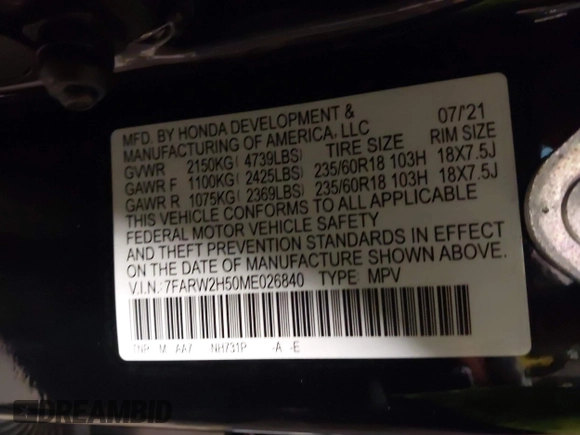 MFD. BY HONDA DEVELOPMENT & 07/'21
MANUFACTURING OF AMERICA, LLC
GVWR 2150KG( 4739LBS) TIRE SIZE RIM SIZE
GAWR F 1100KG( 2425LBS) 235/60R18 103H 18X7.5J
GAWR R 1075KG( 2369LBS) 235/60R18 103H 18X7.5J
THIS VEHICLE CONFORMS TO ALL APPLICABLE
FEDERAL MOTOR VEHICLE SAFETY
AND THEFT PREVENTION STANDARDS IN EFFECT
ON THE DATE OF MANUFACTURE SHOWN ABOVE.
V.I.N.:7FARW2H50ME026840 TYPE: MPV
M NH731P -A -E
DREAMBID